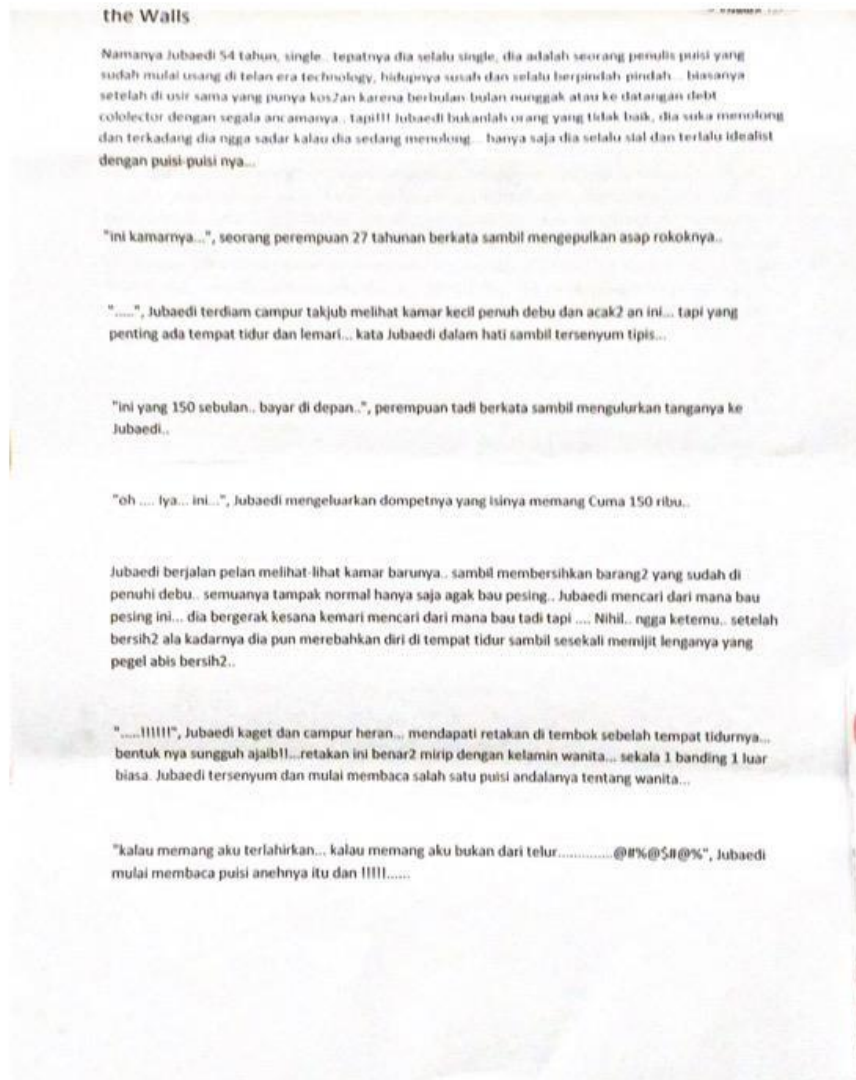 the Walls
Namanya Jubaedi 54 tahun, single.. tepatnya dia selalu single, dia adalah seorang penulis puisi yang
sudah mulai usang di telan era technology, hidupnya susah dan selalu berpindah pindah... biasanya
setelah di usir sama yang punya kos2an karena berbulan bulan nunggak atau ke datangan debt
cololector dengan segala ancamanya.. tapi!!! Jubaedi bukanlah orang yang tidak baik, dia suka menolong
dan terkadang dia ngga sadar kalau dia sedang menolong... hanya saja dia selalu sial dan terlalu idealist
dengan puisi-puisi nya...
"ini kamarnya...", seorang perempuan 27 tahunan berkata sambil mengepulkan asap rokoknya..
"......", Jubaedi terdiam campur takjub melihat kamar kecil penuh debu dan acak2 an ini... tapi yang
penting ada tempat tidur dan lemari... kata Jubaedi dalam hati sambil tersenyum tipis...
"ini yang 150 sebulan.. bayar di depan..", perempuan tadi berkata sambil mengulurkan tanganya ke
Jubaedi..
"oh .... Iya... ini...", Jubaedi mengeluarkan dompetnya yang isinya memang Cuma 150 ribu..
Jubaedi berjalan pelan melihat-lihat kamar barunya.. sambil membersihkan barang2 yang sudah di
penuhi debu.. semuanya tampak normal hanya saja agak bau pesing.. Jubaedi mencari dari mana bau
pesing ini... dia bergerak kesana kemari mencari dari mana bau tadi tapi .... Nihil.. ngga ketemu.. setelah
bersih2 ala kadarnya dia pun merebahkan diri di tempat tidur sambil sesekali memijit lenganya yang
pegel abis bersih2..
"......!!!!!!", Jubaedi kaget dan campur heran... mendapati retakan di tembok sebelah tempat tidurnya...
bentuk nya sungguh ajaib!!...retakan ini benar2 mirip dengan kelamin wanita... sekala 1 banding 1 luar
biasa. Jubaedi tersenyum dan mulai membaca salah satu puisi andalanya tentang wanita...
"kalau memang aku terlahirkan... kalau memang aku bukan dari telur..............@#%@$#@%", Jubaedi
mulai membaca puisi anehnya itu dan !!!!!......